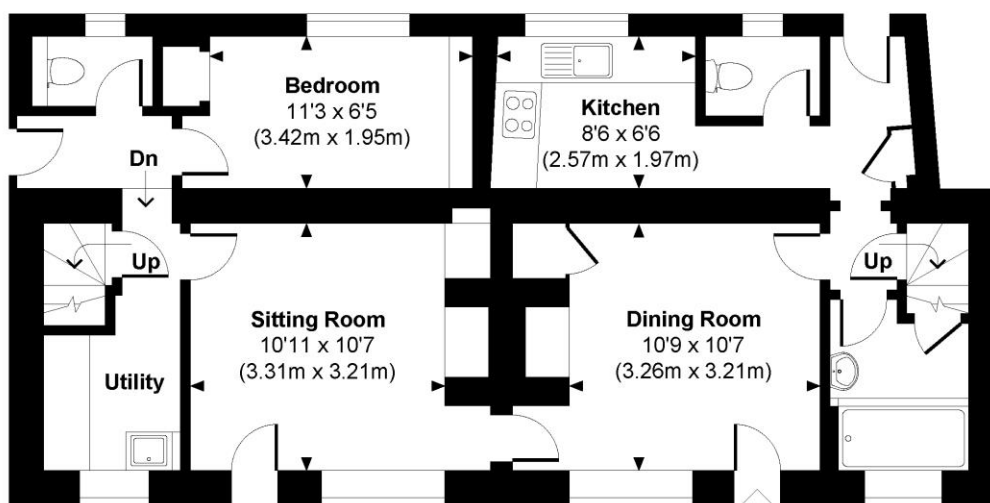 Bedroom
11'3 x 6'5
(3.42m x 1.95m)
Kitchen
8'6 x 6'6
(2.57m x 1.97m)
Dn
Up
Up
Sitting Room
10'11 x 10'7
(3.31m x 3.21m)
Dining Room
10'9 x 10'7
(3.26m x 3.21m)
Utility